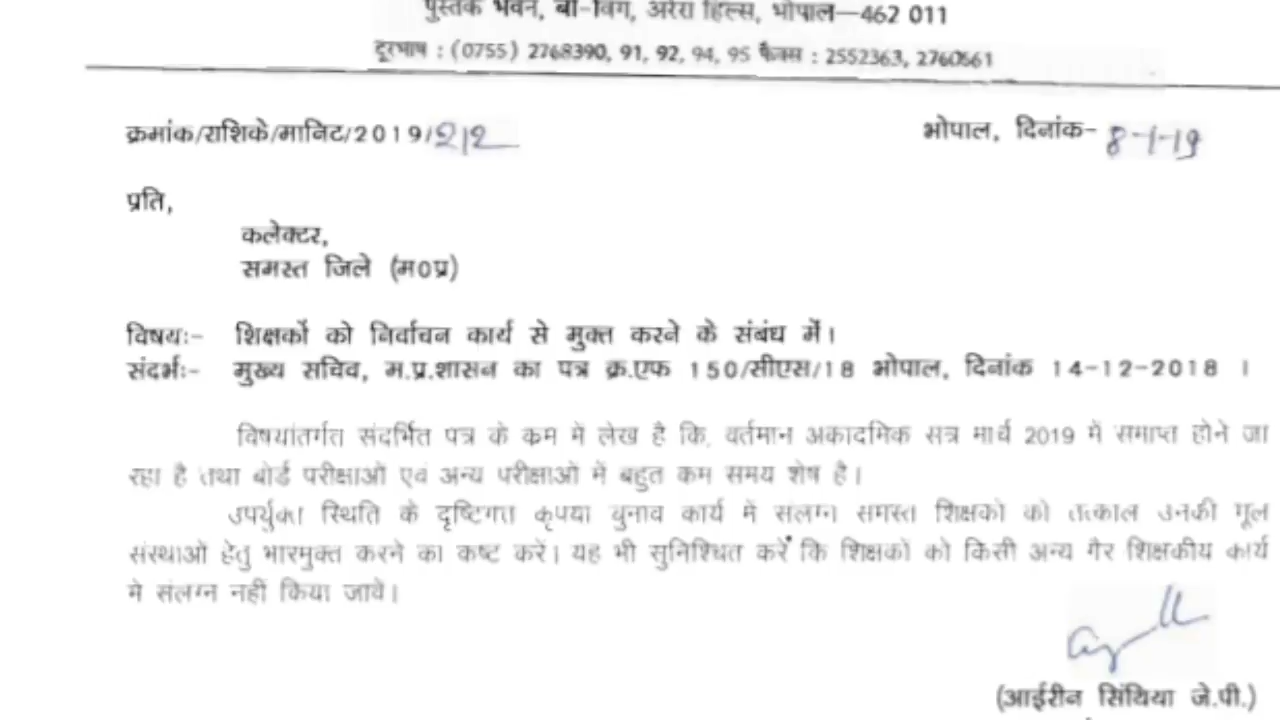 पुस्तक भवन, बी-विंग, अरेरा हिल्स, भोपाल—462 011
दूरभाष : (0755) 2768390, 91, 92, 94, 95 फैक्स : 2552363, 2760661
क्रमांक/राशिके/मानिट/2019/212 भोपाल, दिनांक- 8-1-19
प्रति,
कलेक्टर,
समस्त जिले (म0प्र)
विषयः- शिक्षकों को निर्वाचन कार्य से मुक्त करने के संबंध में।
संदर्भः- मुख्य सचिव, म.प्र.शासन का पत्र क्र.एफ 150/सीएस/18 भोपाल, दिनांक 14-12-2018 ।
विषयांतर्गत संदर्भित पत्र के कम में लेख है कि, वर्तमान अकादमिक सत्र मार्च 2019 में समाप्त होने जा
रहा है तथा बोर्ड परीक्षाओं एवं अन्य परीक्षाओं में बहुत कम समय शेष है।
उपर्युक्त स्थिति के दृष्टिगत कृपया चुनाव कार्य में संलग्न समस्त शिक्षकों को तत्काल उनकी मूल
संस्थाओं हेतु भारमुक्त करने का कष्ट करें। यह भी सुनिश्चित करें कि शिक्षकों को किसी अन्य गैर शिक्षकीय कार्य
मे संलग्न नहीं किया जावे।
(आईरीन सिंथिया जे.पी.)